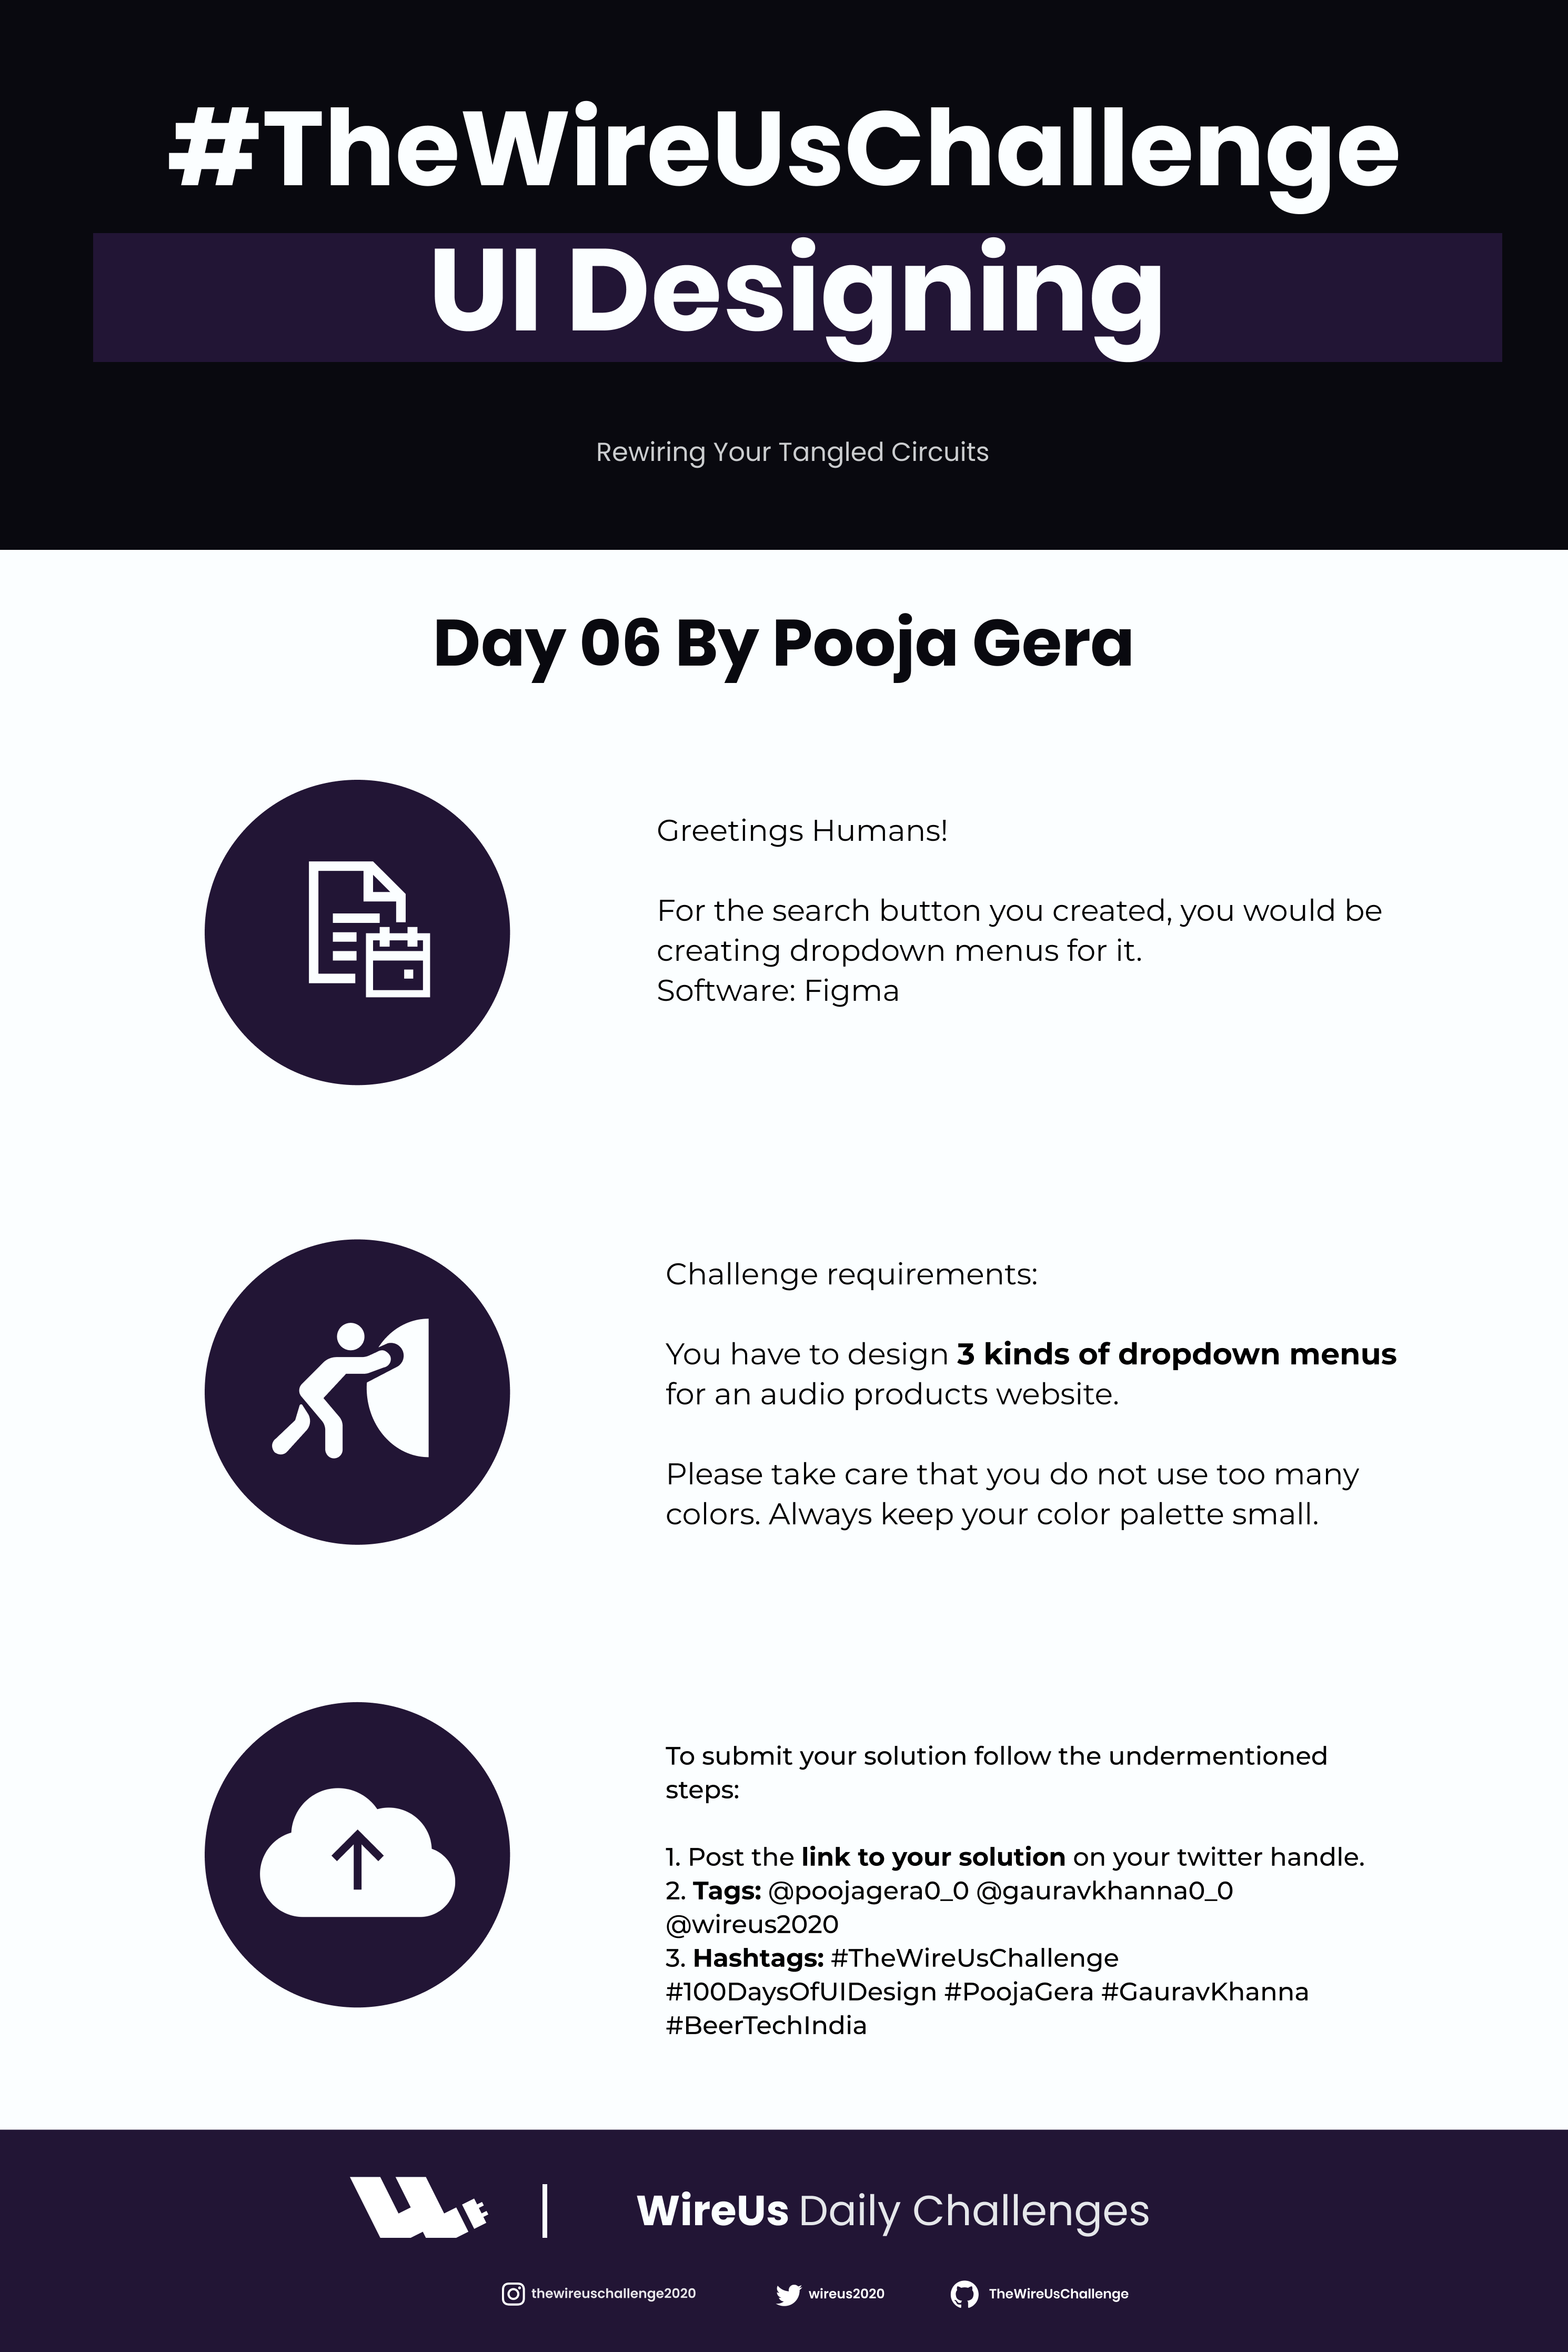 #TheWireUsChallenge
UI Designing
Rewiring Your Tangled Circuits
Day 06 By Pooja Gera
Greetings Humans!
For the search button you created, you would be
creating dropdown menus for it.
Software: Figma
Challenge requirements:
You have to design 3 kinds of dropdown menus
for an audio products website.
Please take care that you do not use too many
colors. Always keep your color palette small.
To submit your solution follow the undermentioned
steps:
1. Post the link to your solution on your twitter handle.
2. Tags: @poojagera0_0 @gauravkhanna0_0
@wireus2020
3. Hashtags: #TheWireUsChallenge
#100DaysOfUIDesign #PoojaGera #GauravKhanna
#BeerTechIndia
WireUs Daily Challenges
thewireuschallenge2020 wireus2020 TheWireUsChallenge